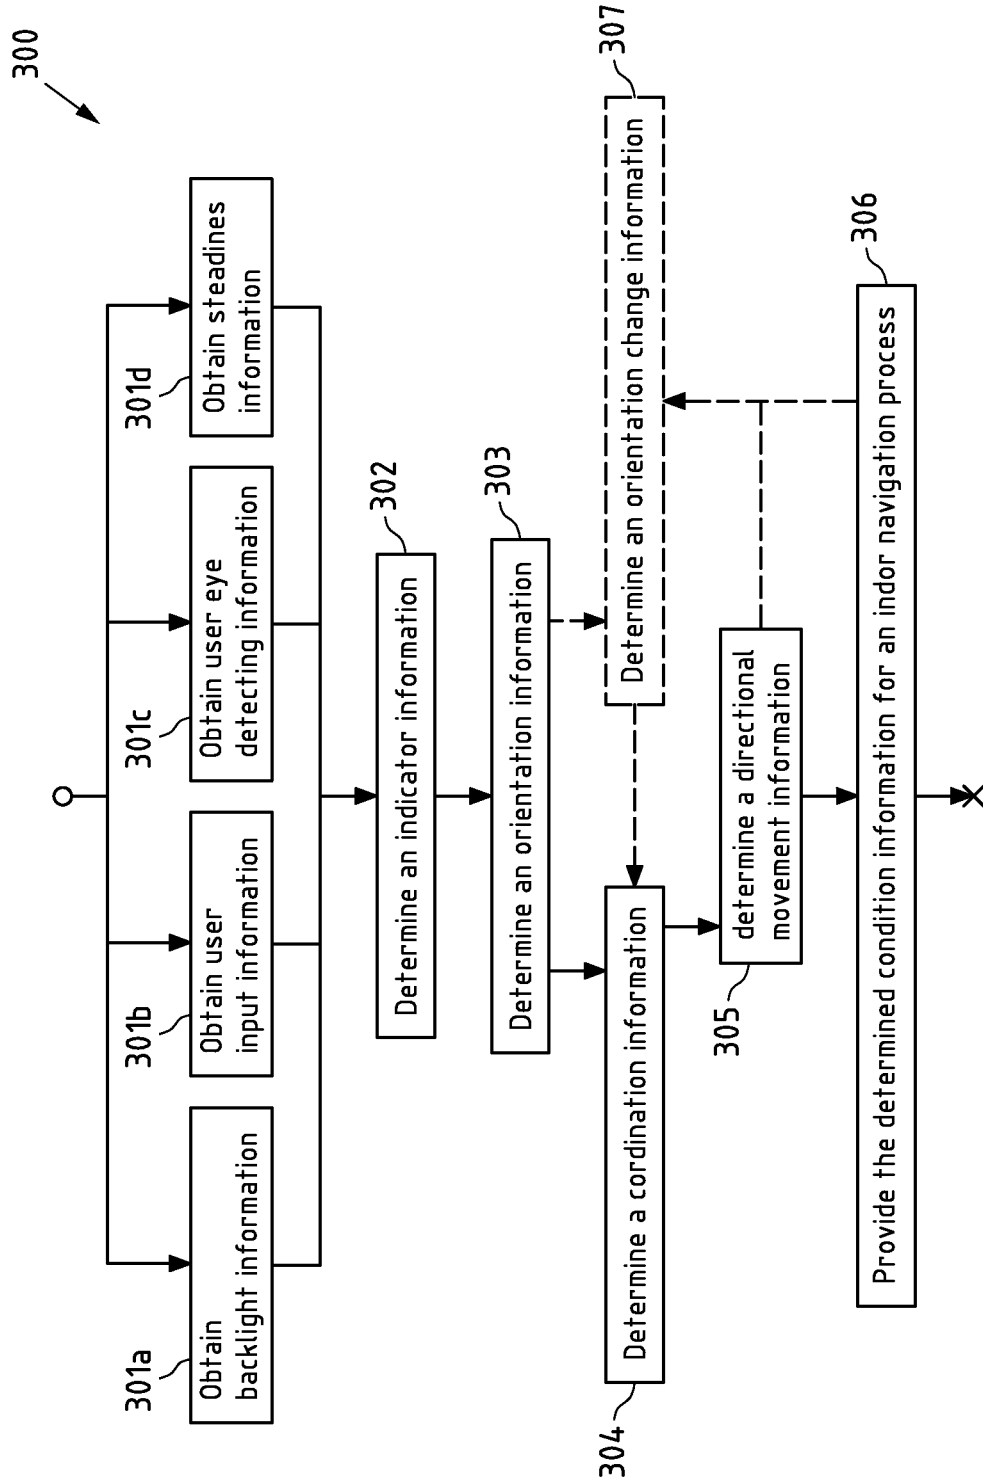 300
301a
Obtain
backlight information
301b
Obtain user
input information
301c
Obtain user eye
detecting information
301d
Obtain steadines
information
302
Determine an indicator information
303
Determine an orientation information
304
Determine a cordination information
307
Determine an orientation change information
305
determine a directional
movement information
306
Provide the determined condition information for an indor navigation process